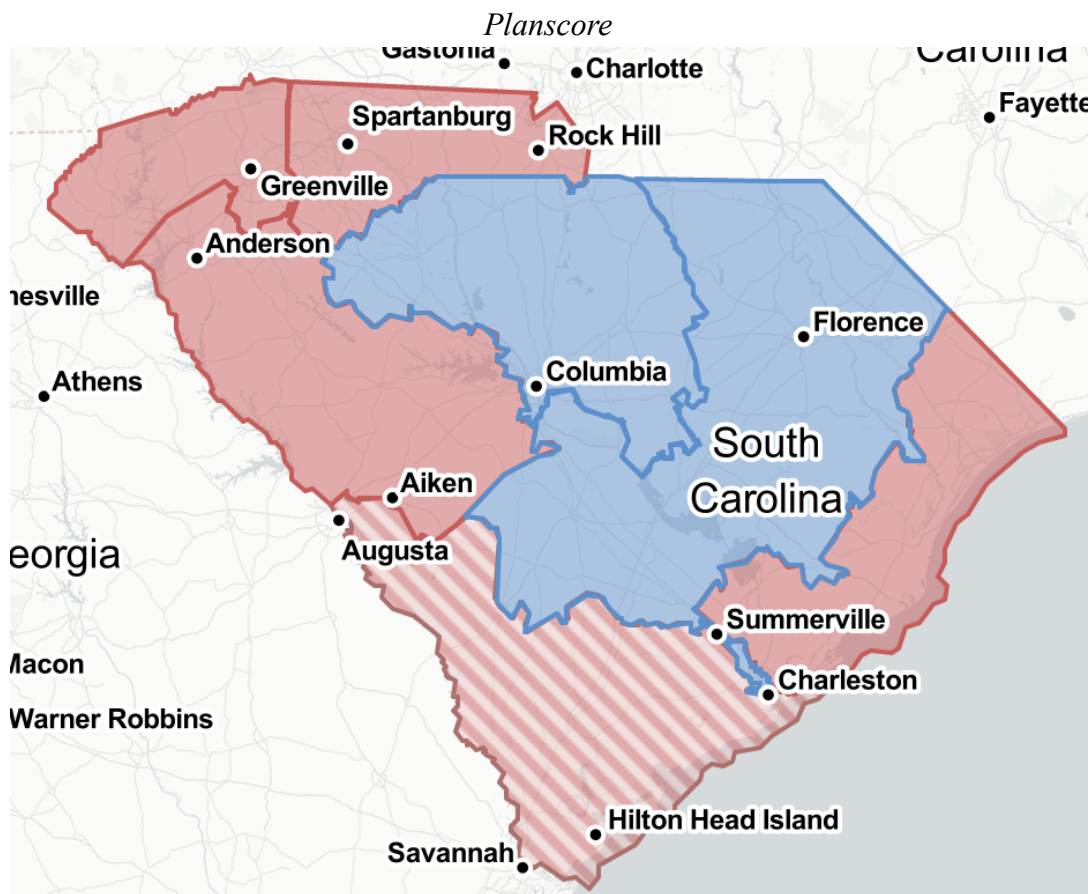 Planscore
Gastonia
Charlotte
Carolina
Fayette
Spartanburg
Rock Hill
Greenville
Anderson
nesville
Florence
Athens
Columbia
South
Carolina
Aiken
Augusta
eorgia
Summerville
Macon
Charleston
Warner Robbins
Hilton Head Island
Savannah